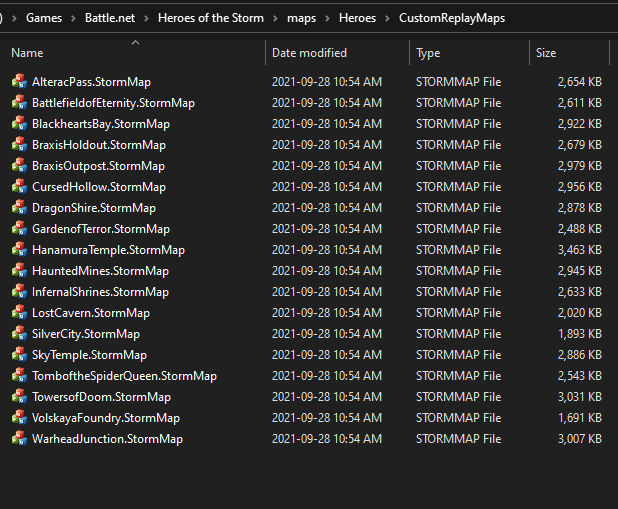 ) > Games > Battle.net > Heroes of the Storm > maps > Heroes > CustomReplayMaps
Name Date modified Type Size
AlteracPass.StormMap 2021-09-28 10:54 AM STORMMAP File 2,654 KB
BattlefieldofEternity.StormMap 2021-09-28 10:54 AM STORMMAP File 2,611 KB
BlackheartsBay.StormMap 2021-09-28 10:54 AM STORMMAP File 2,922 KB
BraxisHoldout.StormMap 2021-09-28 10:54 AM STORMMAP File 2,679 KB
BraxisOutpost.StormMap 2021-09-28 10:54 AM STORMMAP File 2,979 KB
CursedHollow.StormMap 2021-09-28 10:54 AM STORMMAP File 2,956 KB
DragonShire.StormMap 2021-09-28 10:54 AM STORMMAP File 2,878 KB
GardenofTerror.StormMap 2021-09-28 10:54 AM STORMMAP File 2,488 KB
HanamuraTemple.StormMap 2021-09-28 10:54 AM STORMMAP File 3,463 KB
HauntedMines.StormMap 2021-09-28 10:54 AM STORMMAP File 2,945 KB
InfernalShrines.StormMap 2021-09-28 10:54 AM STORMMAP File 2,633 KB
LostCavern.StormMap 2021-09-28 10:54 AM STORMMAP File 2,020 KB
SilverCity.StormMap 2021-09-28 10:54 AM STORMMAP File 1,893 KB
SkyTemple.StormMap 2021-09-28 10:54 AM STORMMAP File 2,886 KB
TomboftheSpiderQueen.StormMap 2021-09-28 10:54 AM STORMMAP File 2,543 KB
TowersofDoom.StormMap 2021-09-28 10:54 AM STORMMAP File 3,031 KB
VolskayaFoundry.StormMap 2021-09-28 10:54 AM STORMMAP File 1,691 KB
WarheadJunction.StormMap 2021-09-28 10:54 AM STORMMAP File 3,007 KB